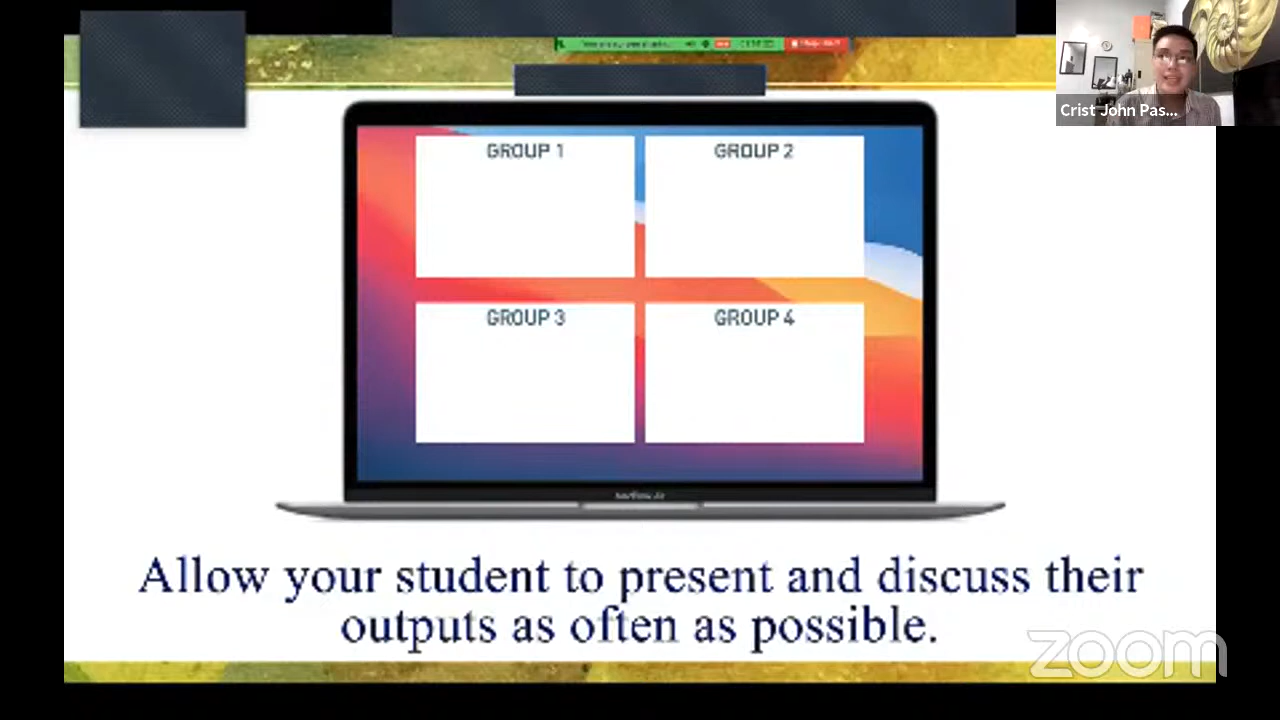 Crist John Pas...
GROUP 1
GROUP 2
GROUP 3
GROUP 4
Allow your student to present and discuss their
outputs as often as possible.
zoom